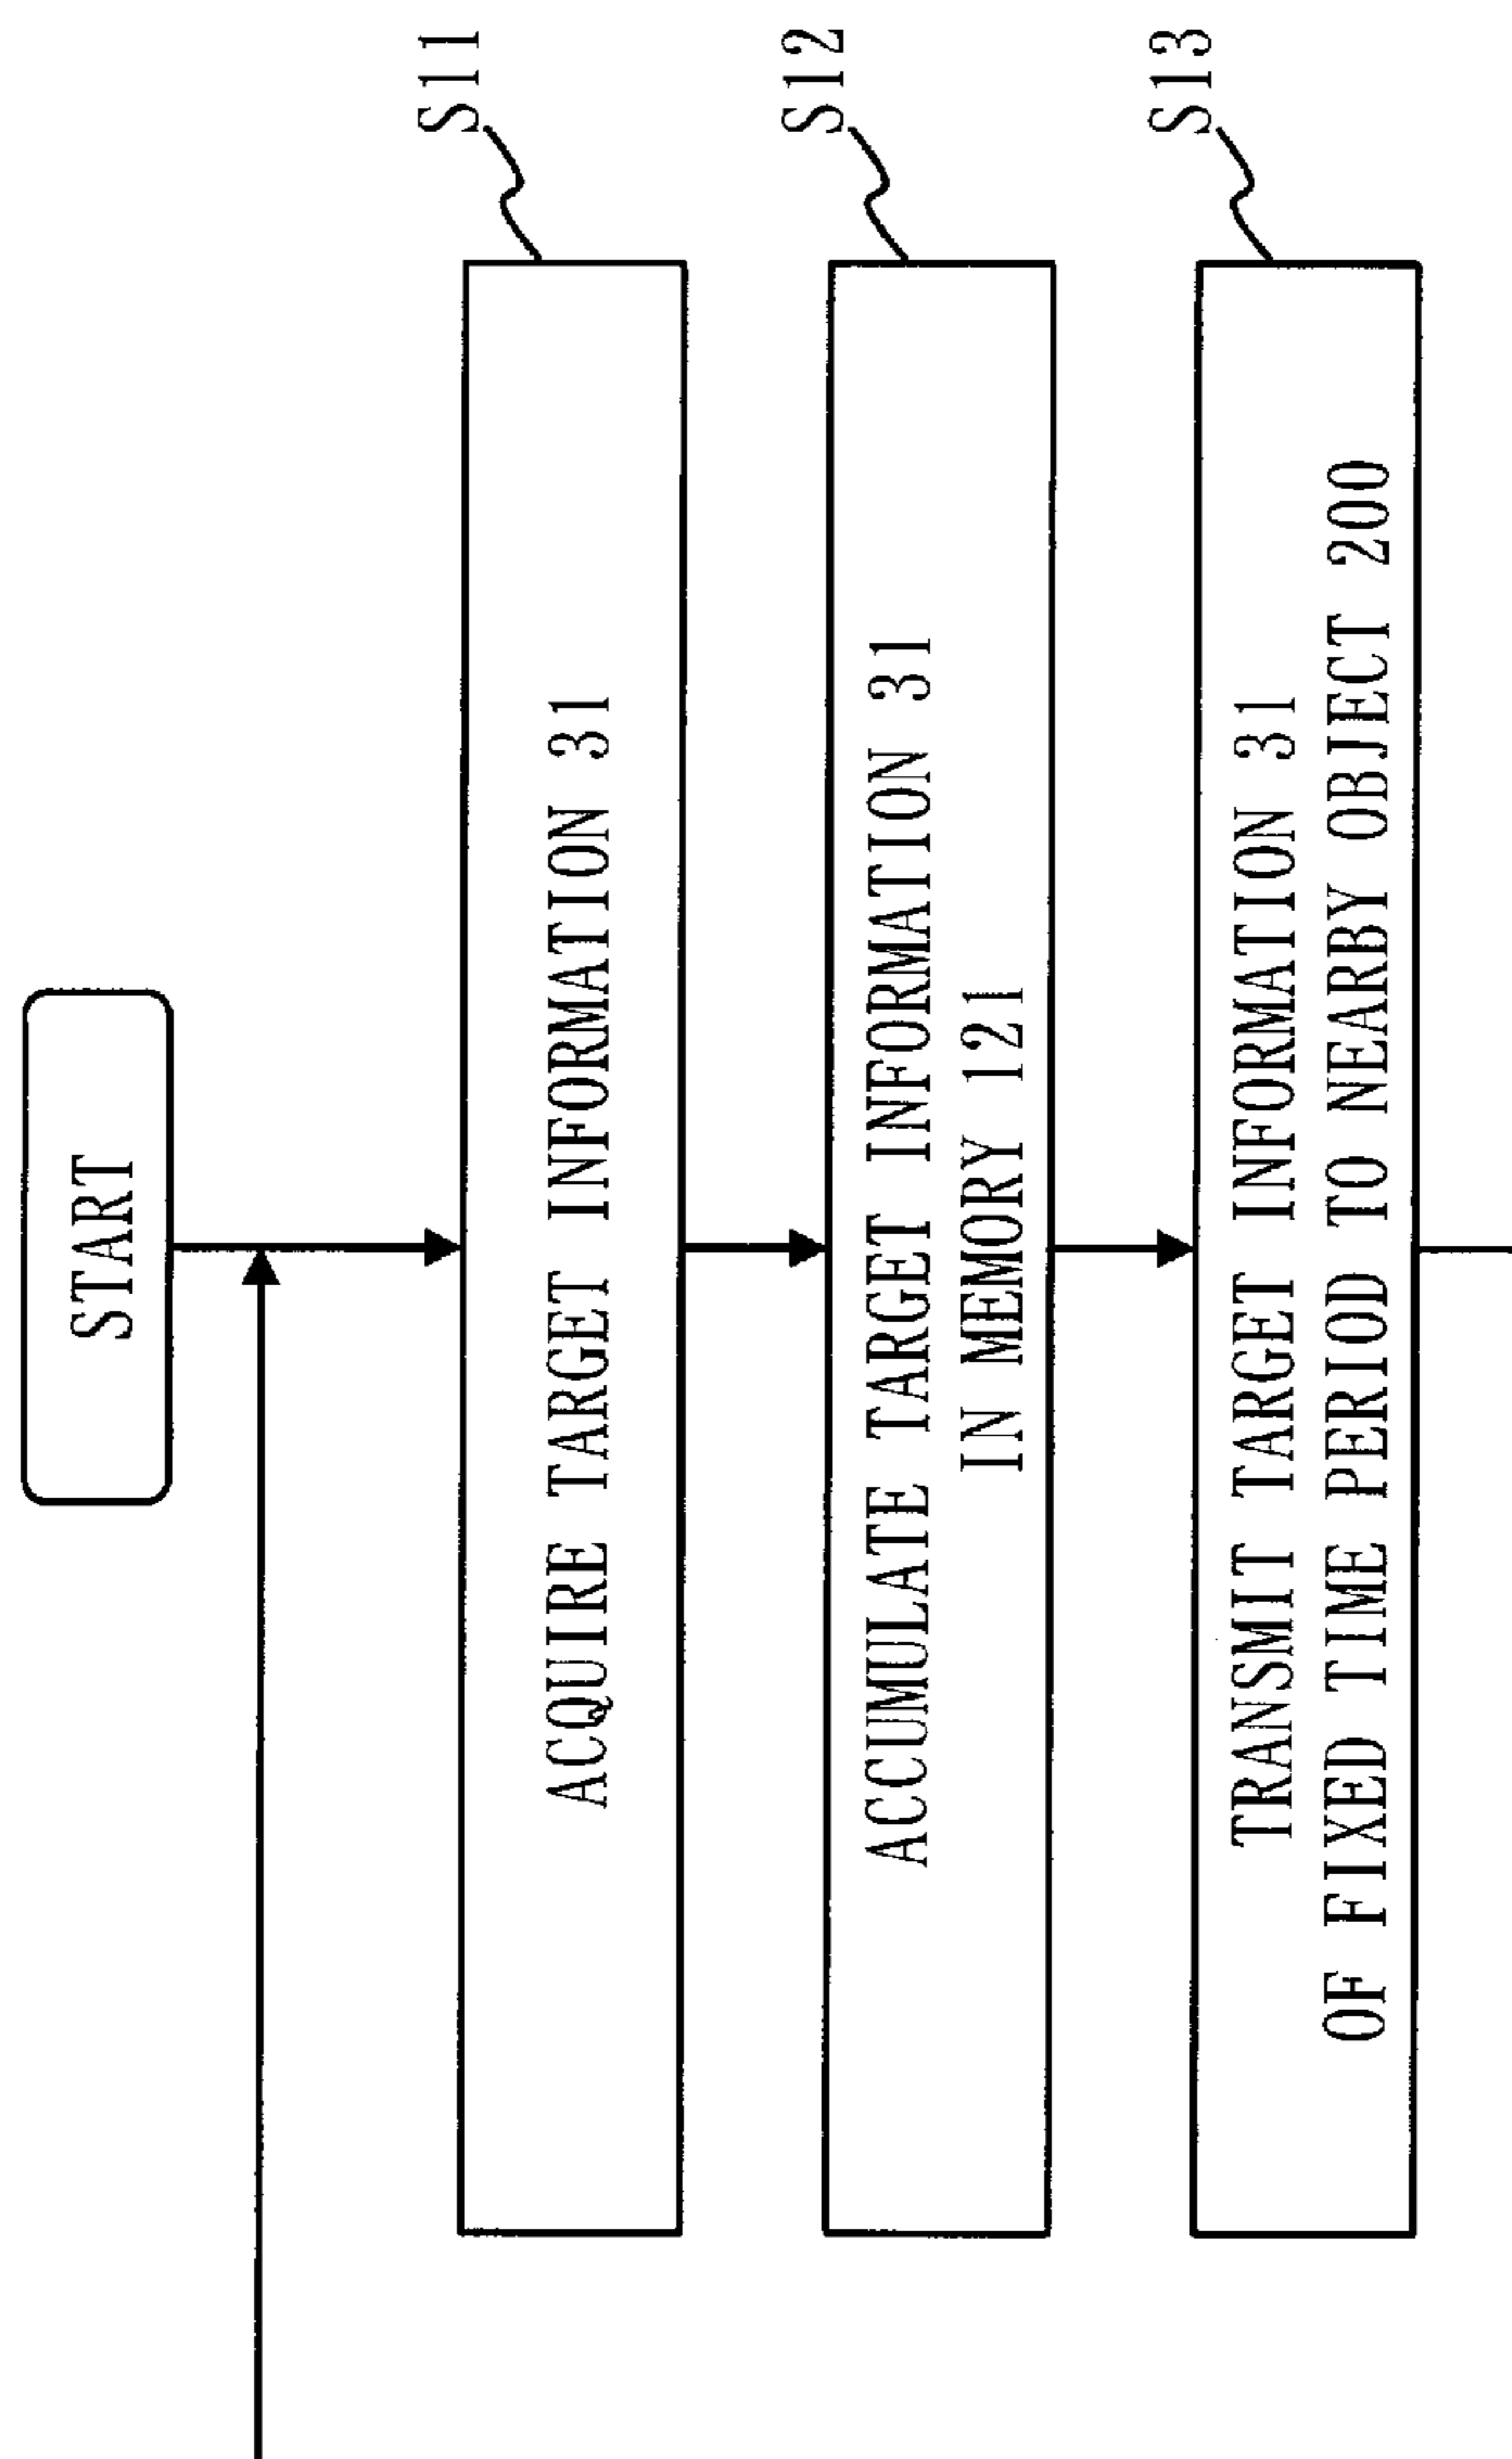 START
S11
ACQUIRE TARGET INFORMATION 31
S12
ACCUMULATE TARGET INFORMATION 31
IN MEMORY 121
S13
TRANSMIT TARGET INFORMATION 31
OF FIXED TIME PERIOD TO NEARBY OBJECT 200